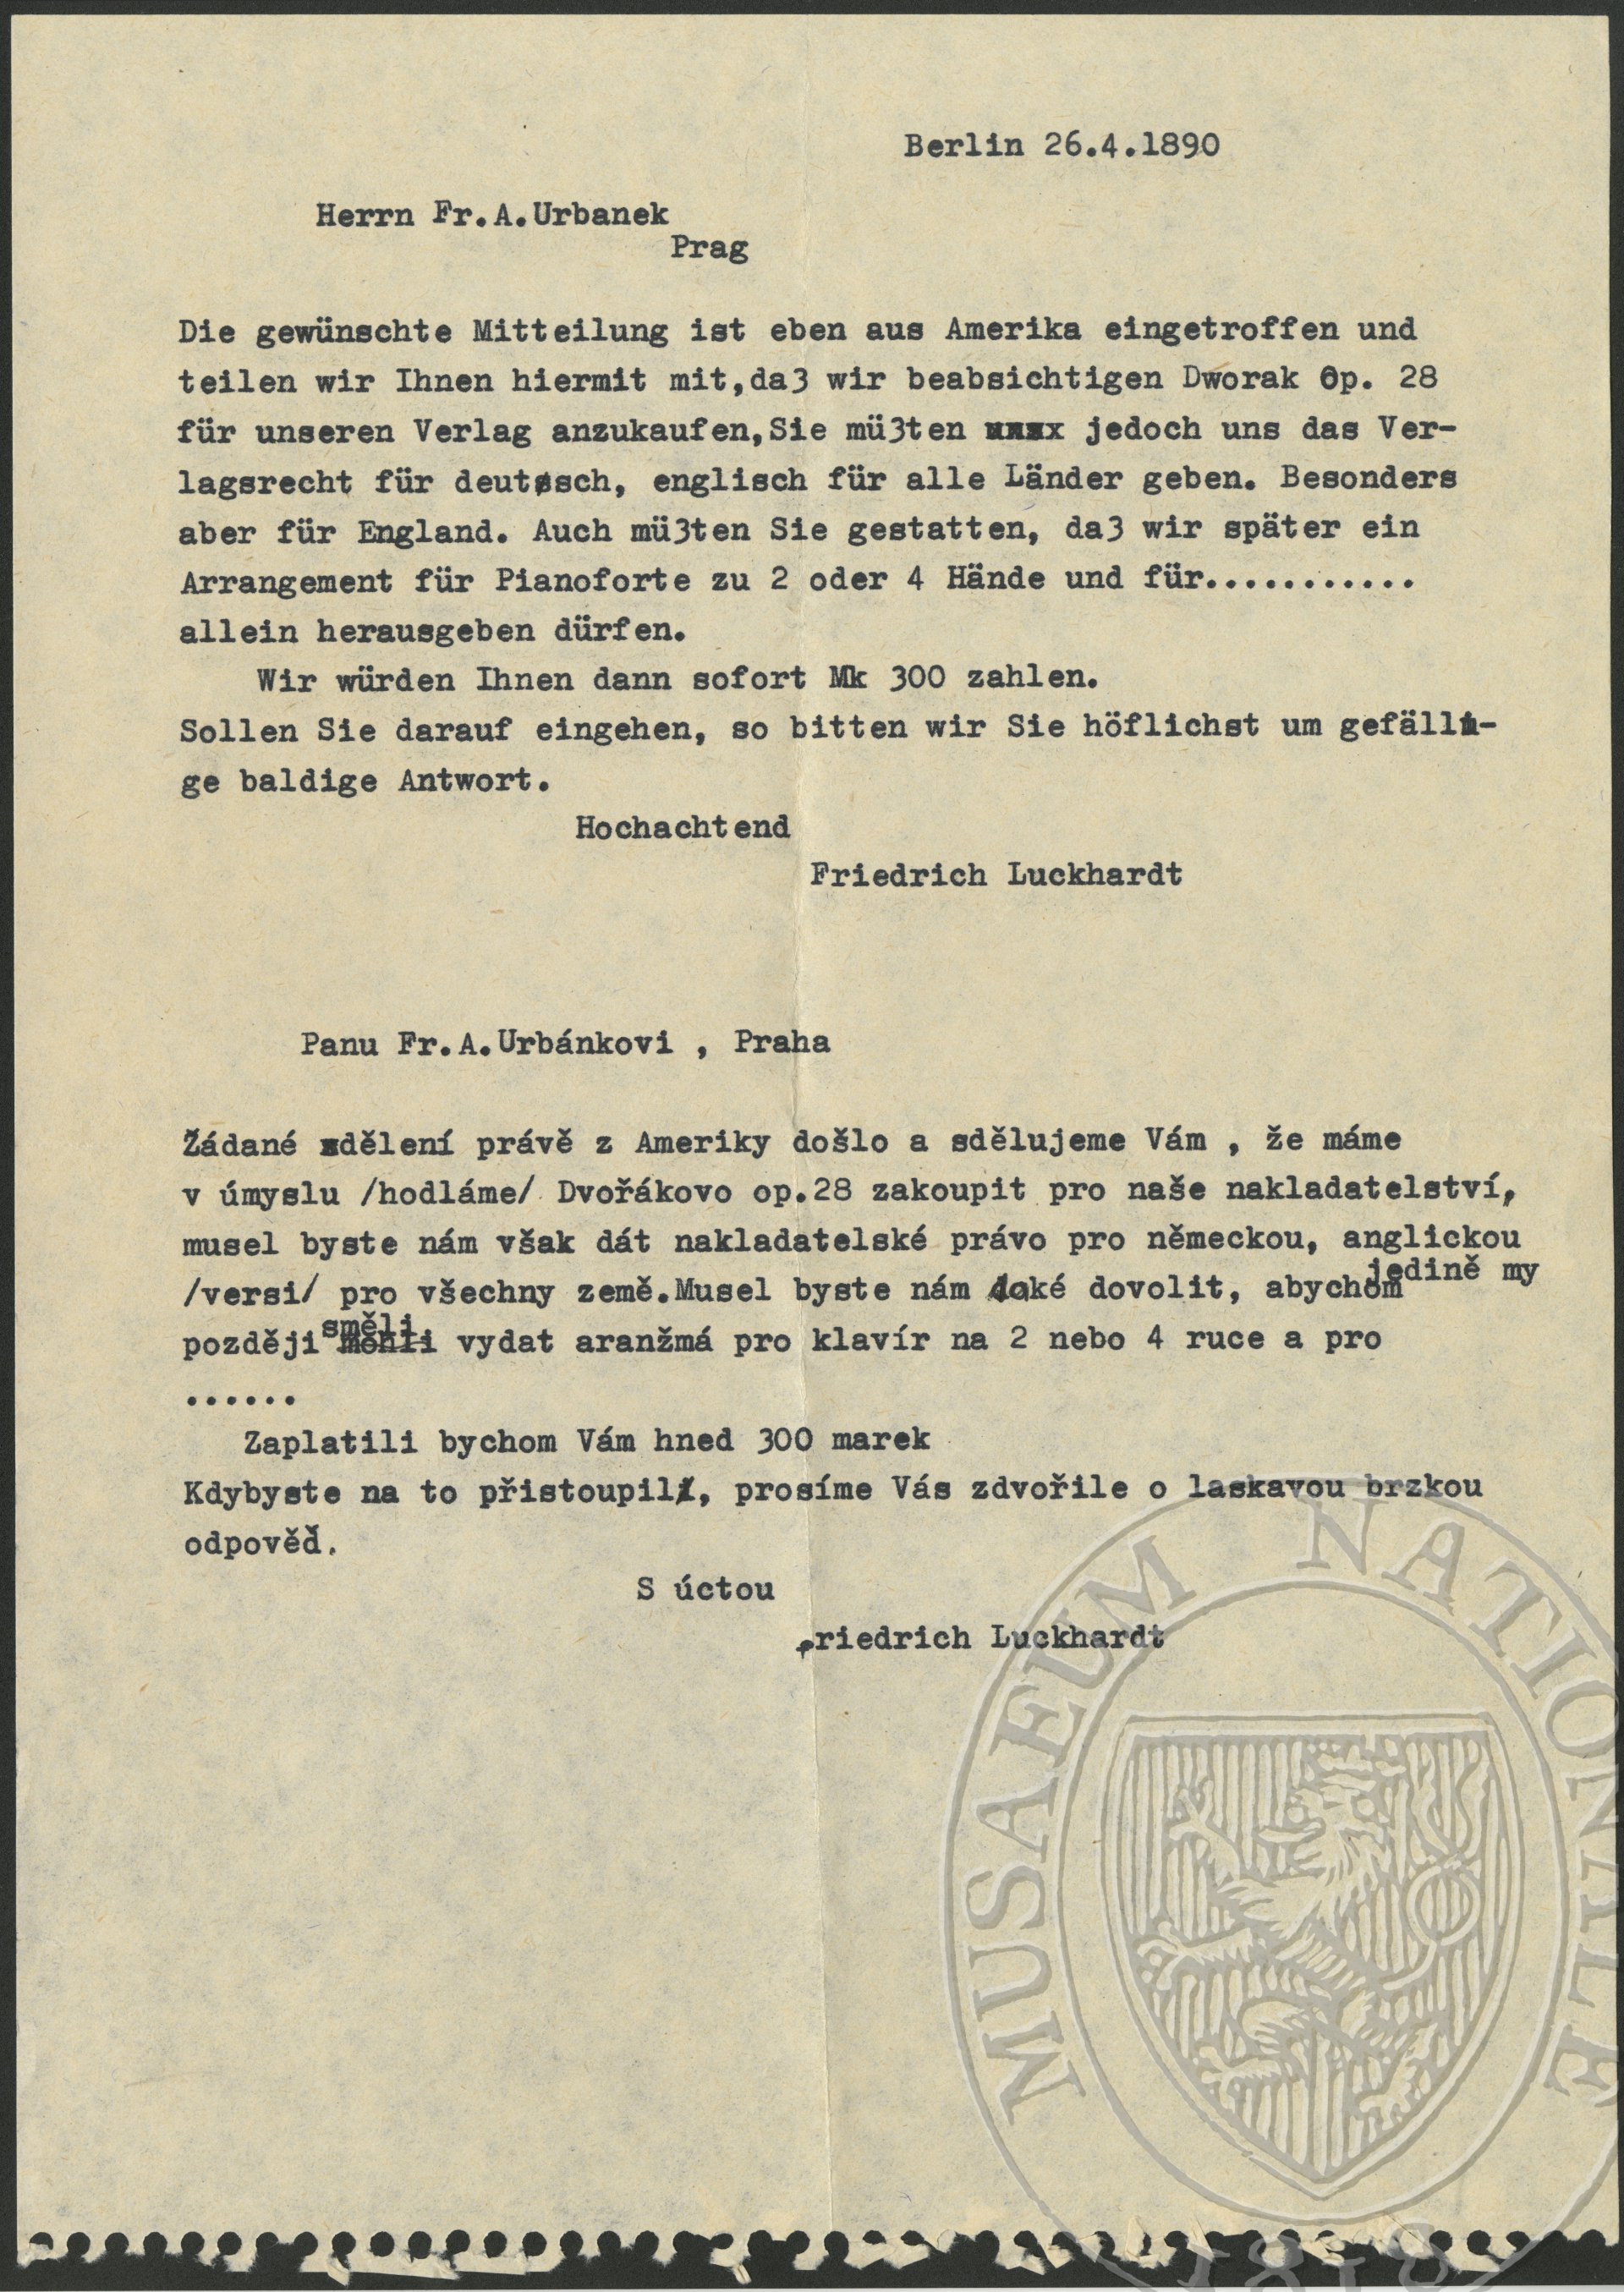 Berlin 26.4.1890
Herrn Fr.A.Urbanek
Prag
Die gewünschte Mitteilung ist eben aus Amerika eingetroffen und
teilen wir Ihnen hiermit mit,da3 wir beabsichtigen Dworak Op. 28
für unseren Verlag anzukaufen,Sie mü3ten jedoch uns das Ver-
lagsrecht für deutsch, englisch für alle Länder geben. Besonders
aber für England. Auch mü3ten Sie gestatten, da3 wir später ein
Arrangement für Pianoforte zu 2 oder 4 Hände und für...........
allein herausgeben dürfen.
Wir würden Ihnen dann sofort Mk 300 zahlen.
Sollen Sie darauf eingehen, so bitten wir Sie höflichst um gefälli-
ge baldige Antwort.
Hochachtend
Friedrich Luckhardt
Panu Fr.A.Urbánkovi , Praha
Žádané sdělení právě z Ameriky došlo a sdělujeme Vám , že máme
v úmyslu /hodláme/ Dvořákovo op.28 zakoupit pro naše nakladatelství,
musel byste nám však dát nakladatelské právo pro německou, anglickou
/versi/ pro všechny země.Musel byste nám také dovolit, abychom jedině my
později směli mohli vydat aranžmá pro klavír na 2 nebo 4 ruce a pro
......
Zaplatili bychom Vám hned 300 marek
Kdybyste na to přistoupil, prosíme Vás zdvořile o laskavou brzkou
odpověď.
S úctou
Friedrich Luckhardt
MUSAEUM NATIONALE
1818